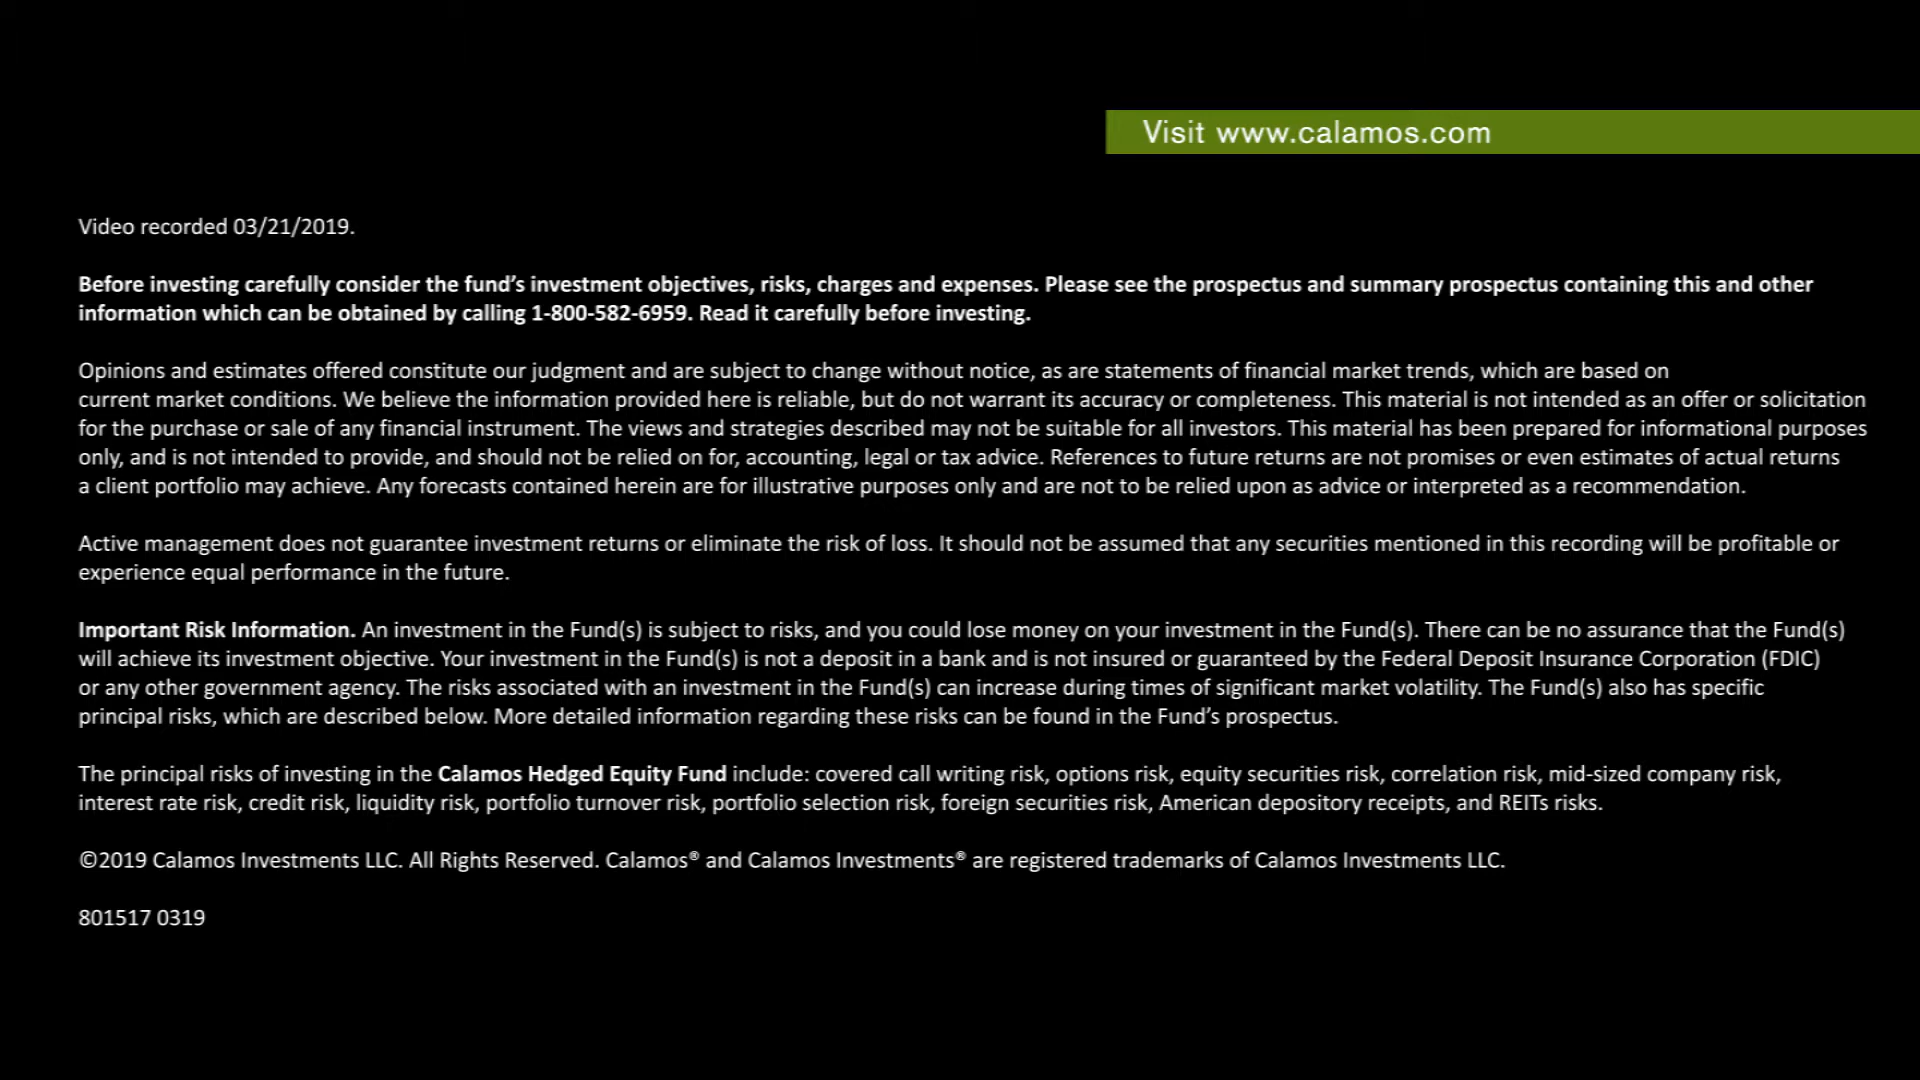 Visit www.calamos.com
Video recorded 03/21/2019.
Before investing carefully consider the fund’s investment objectives, risks, charges and expenses. Please see the prospectus and summary prospectus containing this and other
information which can be obtained by calling 1-800-582-6959. Read it carefully before investing.
Opinions and estimates offered constitute our judgment and are subject to change without notice, as are statements of financial market trends, which are based on
current market conditions. We believe the information provided here is reliable, but do not warrant its accuracy or completeness. This material is not intended as an offer or solicitation
for the purchase or sale of any financial instrument. The views and strategies described may not be suitable for all investors. This material has been prepared for informational purposes
only, and is not intended to provide, and should not be relied on for, accounting, legal or tax advice. References to future returns are not promises or even estimates of actual returns
a client portfolio may achieve. Any forecasts contained herein are for illustrative purposes only and are not to be relied upon as advice or interpreted as a recommendation.
Active management does not guarantee investment returns or eliminate the risk of loss. It should not be assumed that any securities mentioned in this recording will be profitable or
experience equal performance in the future.
Important Risk Information. An investment in the Fund(s) is subject to risks, and you could lose money on your investment in the Fund(s). There can be no assurance that the Fund(s)
will achieve its investment objective. Your investment in the Fund(s) is not a deposit in a bank and is not insured or guaranteed by the Federal Deposit Insurance Corporation (FDIC)
or any other government agency. The risks associated with an investment in the Fund(s) can increase during times of significant market volatility. The Fund(s) also has specific
principal risks, which are described below. More detailed information regarding these risks can be found in the Fund’s prospectus.
The principal risks of investing in the Calamos Hedged Equity Fund include: covered call writing risk, options risk, equity securities risk, correlation risk, mid-sized company risk,
interest rate risk, credit risk, liquidity risk, portfolio turnover risk, portfolio selection risk, foreign securities risk, American depository receipts, and REITs risks.
©2019 Calamos Investments LLC. All Rights Reserved. Calamos® and Calamos Investments® are registered trademarks of Calamos Investments LLC.
801517 0319